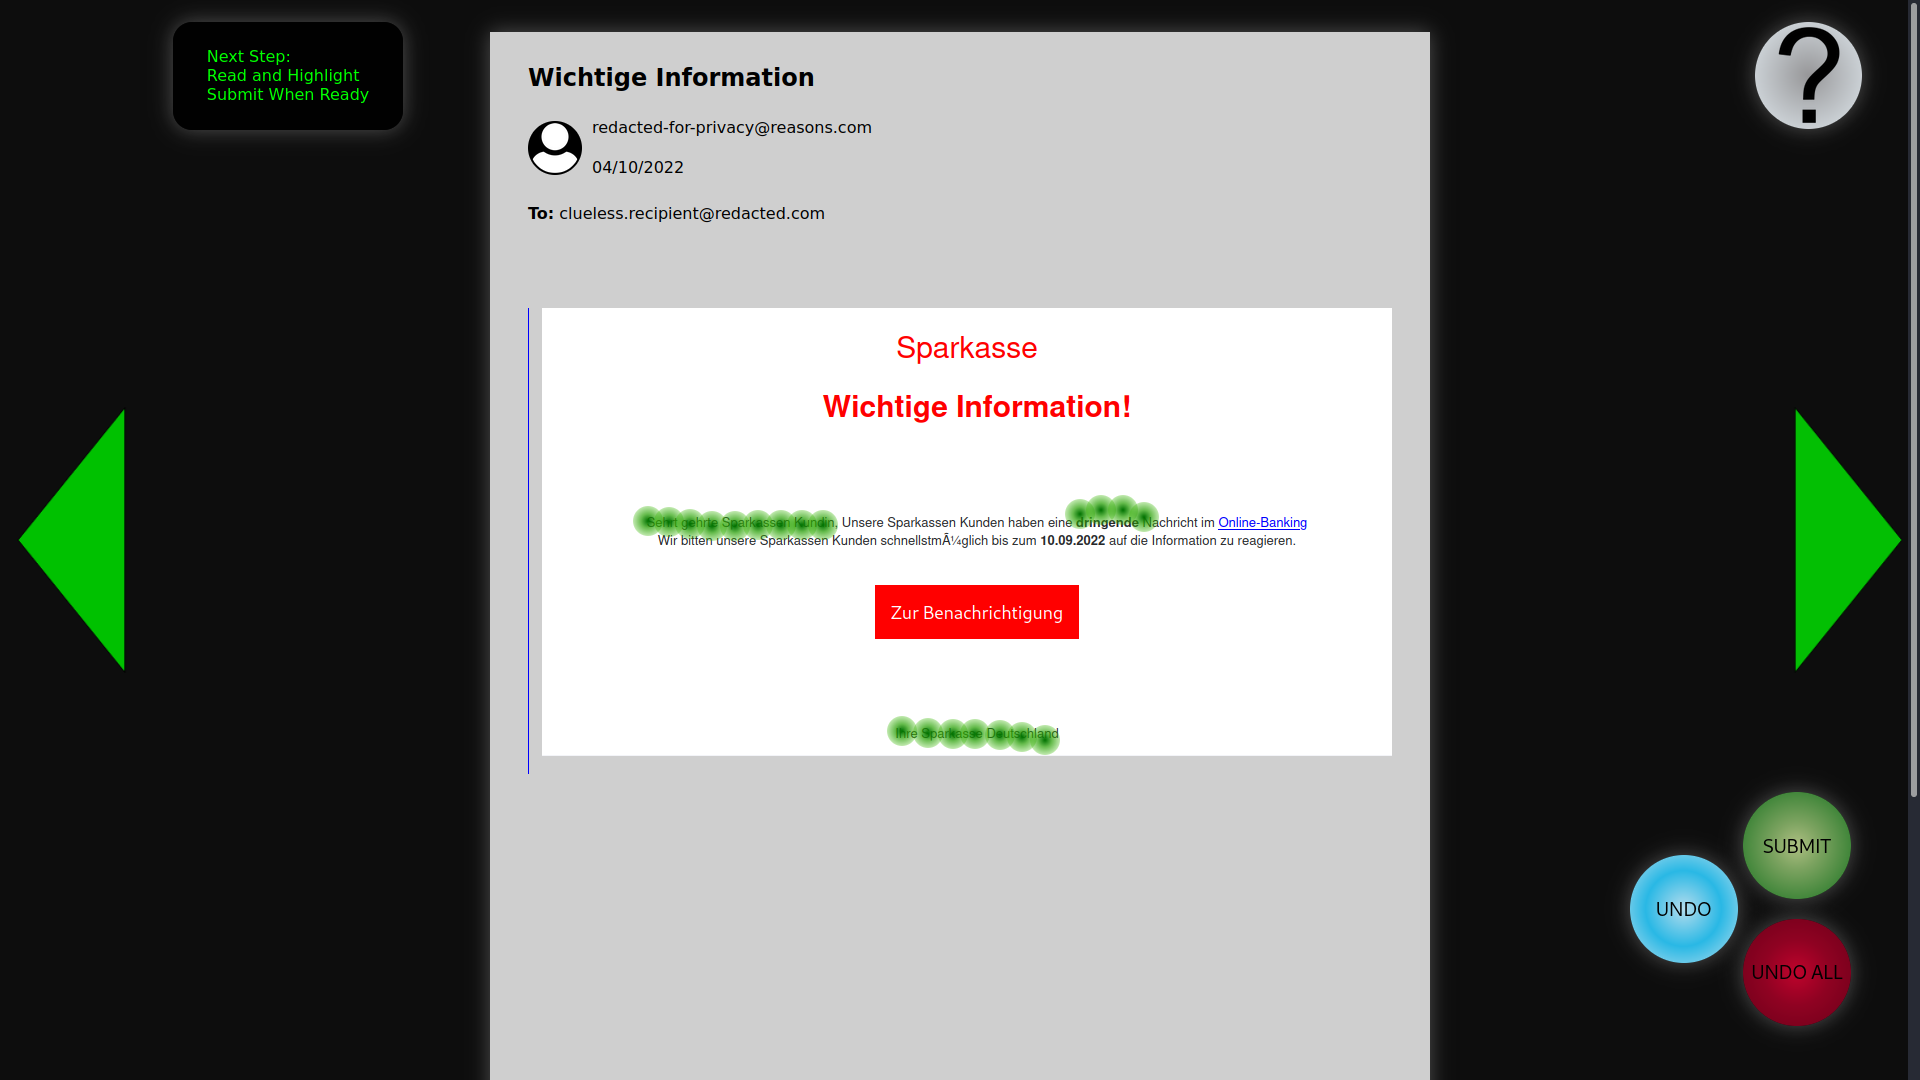 Next Step:
Read and Highlight
Submit When Ready
?
Wichtige Information
redacted-for-privacy@reasons.com
04/10/2022
To: clueless.recipient@redacted.com
Sparkasse
Wichtige Information!
Sehrt gehrte Sparkassen Kundin, Unsere Sparkassen Kunden haben eine dringende Nachricht im Online-Banking
Wir bitten unsere Sparkassen Kunden schnellstmÃ¼glich bis zum 10.09.2022 auf die Information zu reagieren.
Zur Benachrichtigung
Ihre Sparkasse Deutschland
SUBMIT
UNDO
UNDO ALL